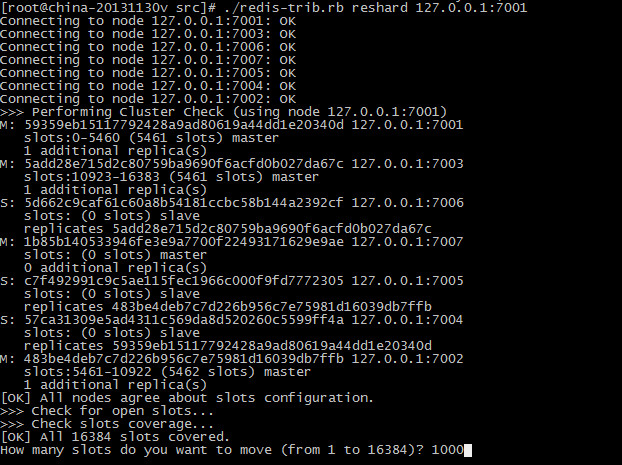 [root@china-20131130v src]# ./redis-trib.rb reshard 127.0.0.1:7001
Connecting to node 127.0.0.1:7001: OK
Connecting to node 127.0.0.1:7003: OK
Connecting to node 127.0.0.1:7006: OK
Connecting to node 127.0.0.1:7007: OK
Connecting to node 127.0.0.1:7005: OK
Connecting to node 127.0.0.1:7004: OK
Connecting to node 127.0.0.1:7002: OK
>>> Performing Cluster Check (using node 127.0.0.1:7001)
M: 59359eb15117792428a9ad80619a44dd1e20340d 127.0.0.1:7001
slots:0-5460 (5461 slots) master
1 additional replica(s)
M: 5add28e715d2c80759ba9690f6acfd0b027da67c 127.0.0.1:7003
slots:10923-16383 (5461 slots) master
1 additional replica(s)
S: 5d662c9caf61c60a8b54181ccbc58b144a2392cf 127.0.0.1:7006
slots: (0 slots) slave
replicates 5add28e715d2c80759ba9690f6acfd0b027da67c
M: 1b85b140533946fe3e9a7700f22493171629e9ae 127.0.0.1:7007
slots: (0 slots) master
0 additional replica(s)
S: c7f492991c9c5ae115fec1966c000f9fd7772305 127.0.0.1:7005
slots: (0 slots) slave
replicates 483be4deb7c7d226b956c7e75981d16039db7ffb
S: 57ca31309e5ad4311c569da8d520260c5599ff4a 127.0.0.1:7004
slots: (0 slots) slave
replicates 59359eb15117792428a9ad80619a44dd1e20340d
M: 483be4deb7c7d226b956c7e75981d16039db7ffb 127.0.0.1:7002
slots:5461-10922 (5462 slots) master
1 additional replica(s)
[OK] All nodes agree about slots configuration.
>>> Check for open slots...
>>> Check slots coverage...
[OK] All 16384 slots covered.
How many slots do you want to move (from 1 to 16384)? 1000